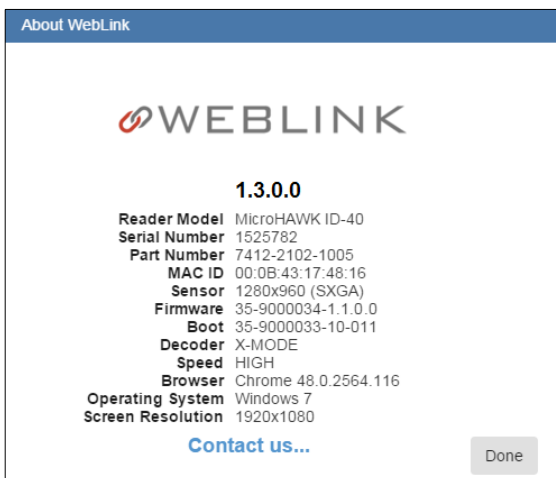 About WebLink
WEBLINK
1.3.0.0
Reader Model MicroHAWK ID-40
Serial Number 1525782
Part Number 7412-2102-1005
MAC ID 00:0B:43:17:48:16
Sensor 1280x960 (SXGA)
Firmware 35-9000034-1.1.0.0
Boot 35-9000033-10-011
Decoder X-MODE
Speed HIGH
Browser Chrome 48.0.2564.116
Operating System Windows 7
Screen Resolution 1920x1080
Contact us...
Done